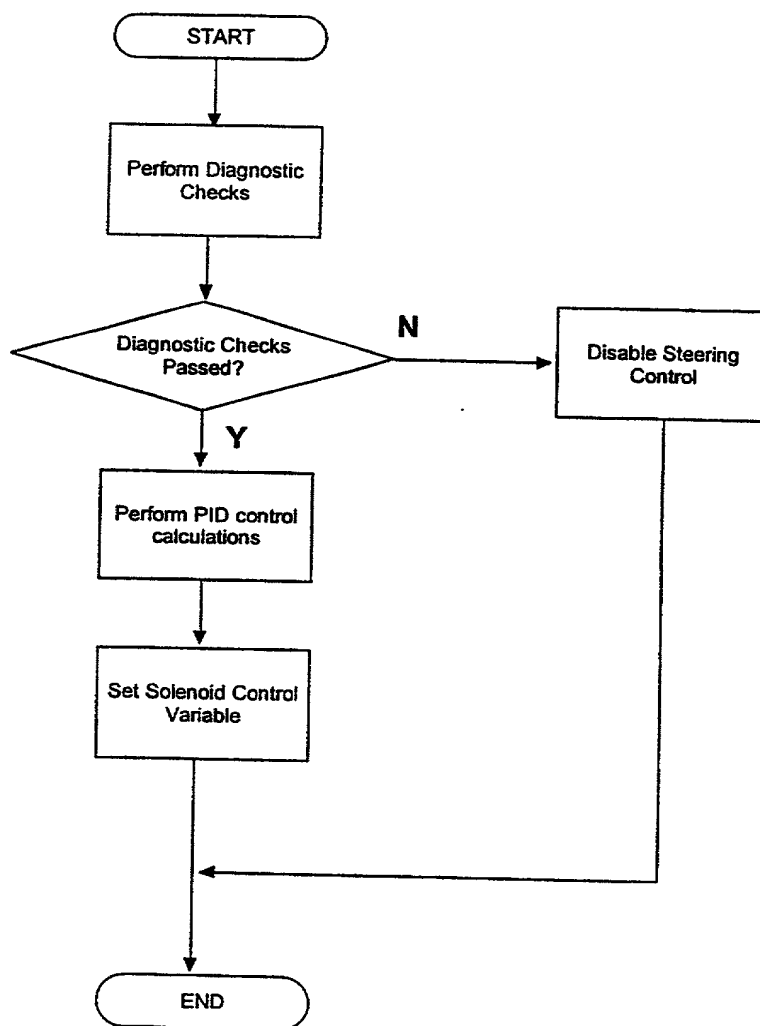 START
Perform Diagnostic
Checks
Diagnostic Checks
Passed?
N
Disable Steering
Control
Y
Perform PID control
calculations
Set Solenoid Control
Variable
END